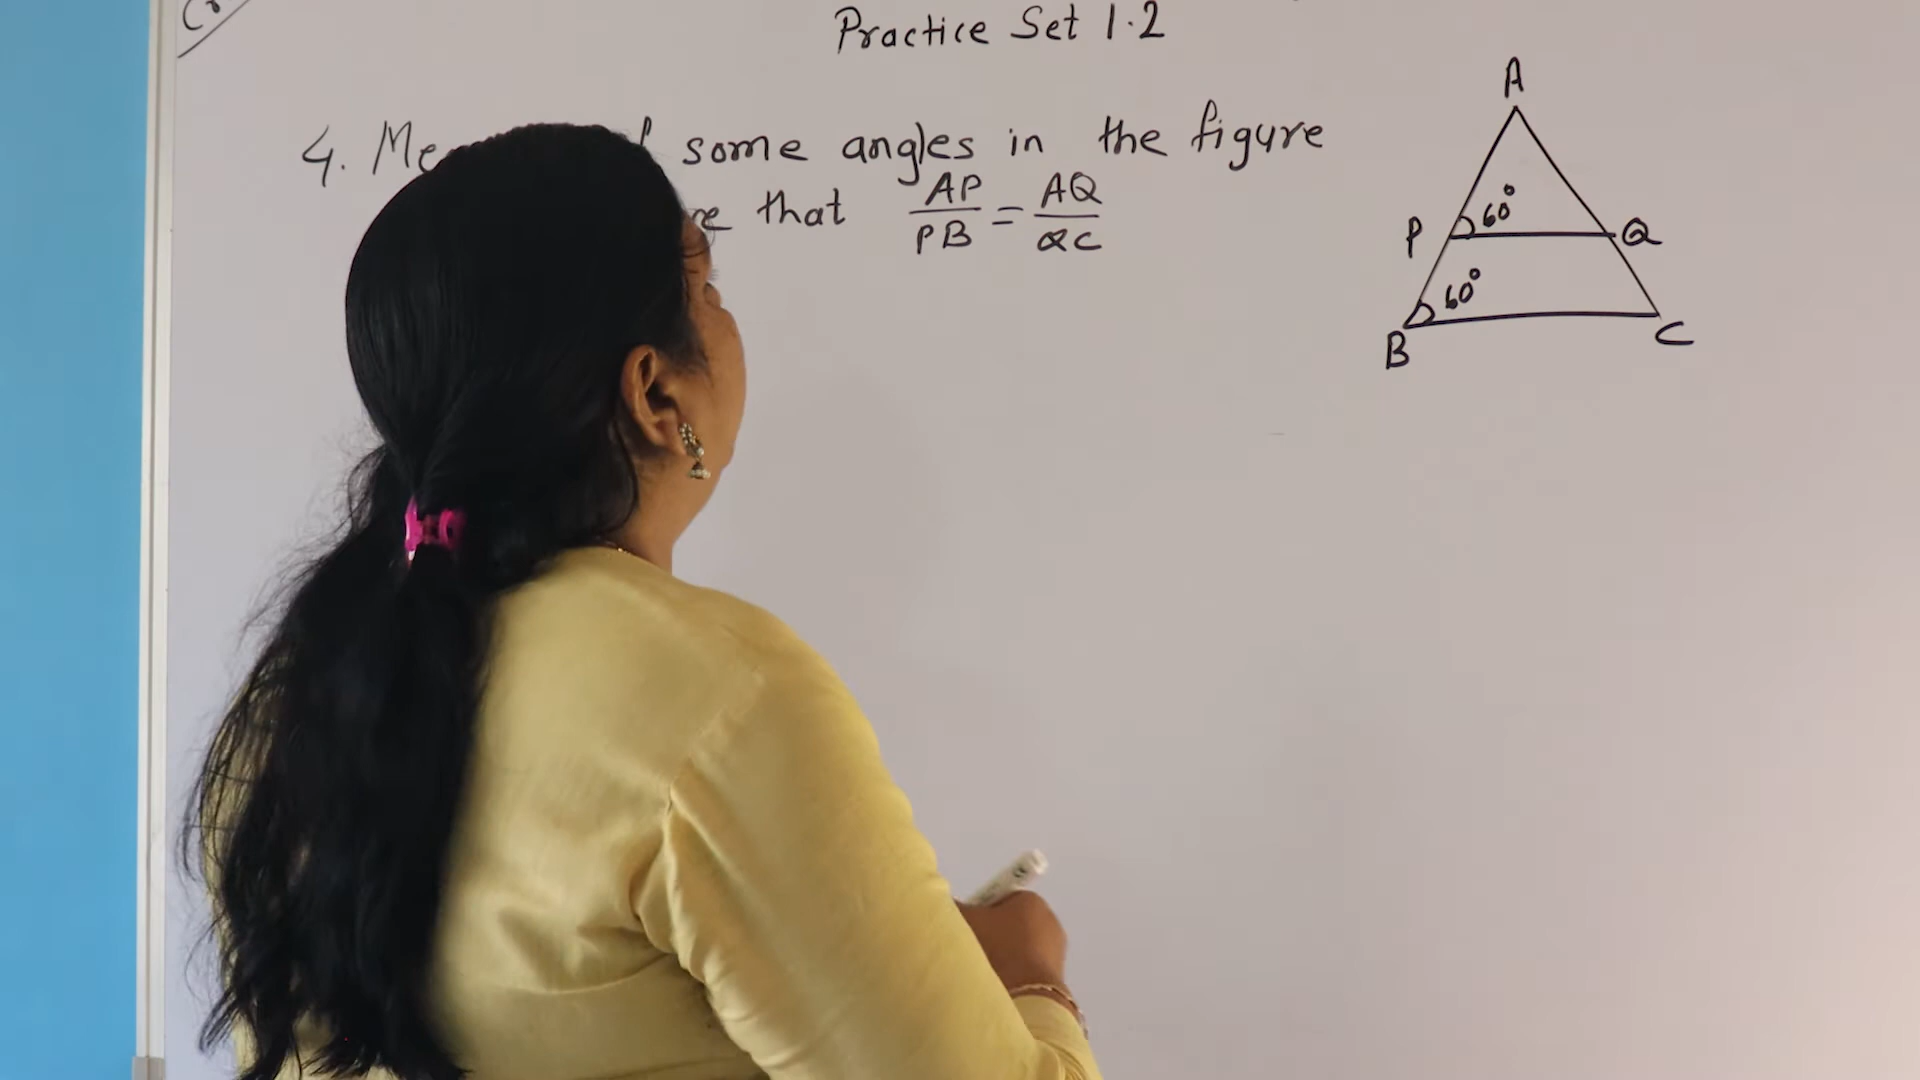 Practice Set 1.2
4. Me some angles in the figure
that AP/PB = AQ/QC
A
P 60° Q
60°
B C